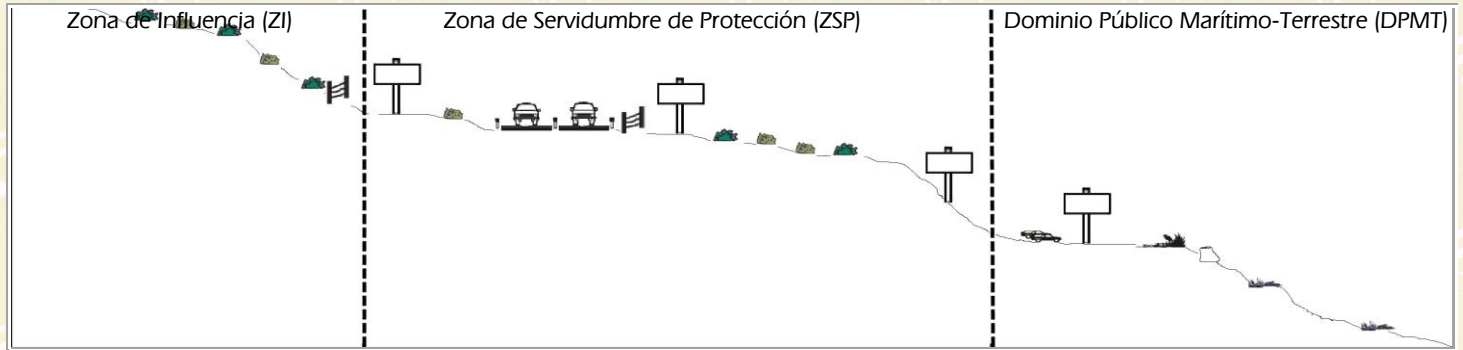 Zona de Influencia (ZI)
Zona de Servidumbre de Protección (ZSP)
Dominio Público Marítimo-Terrestre (DPMT)